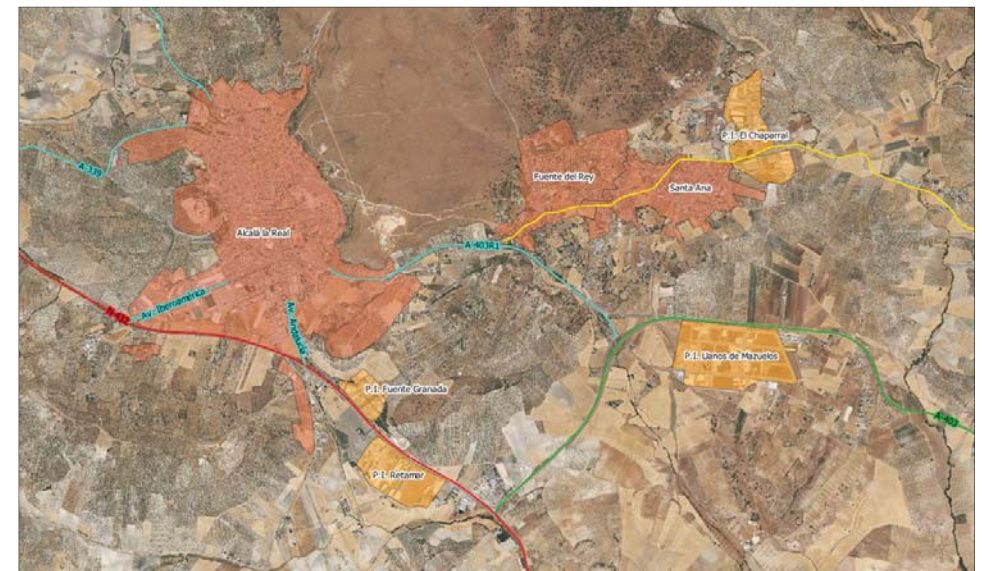 P.I. El Chaparral
A-339
Fuente del Rey
Santa Ana
Alcalá la Real
A-403R1
Av. Iberoamérica
N-432
Av. Andalucía
P.I. Llanos de Mazuelos
P.I. Fuente Granada
A-403
P.I. Retamar